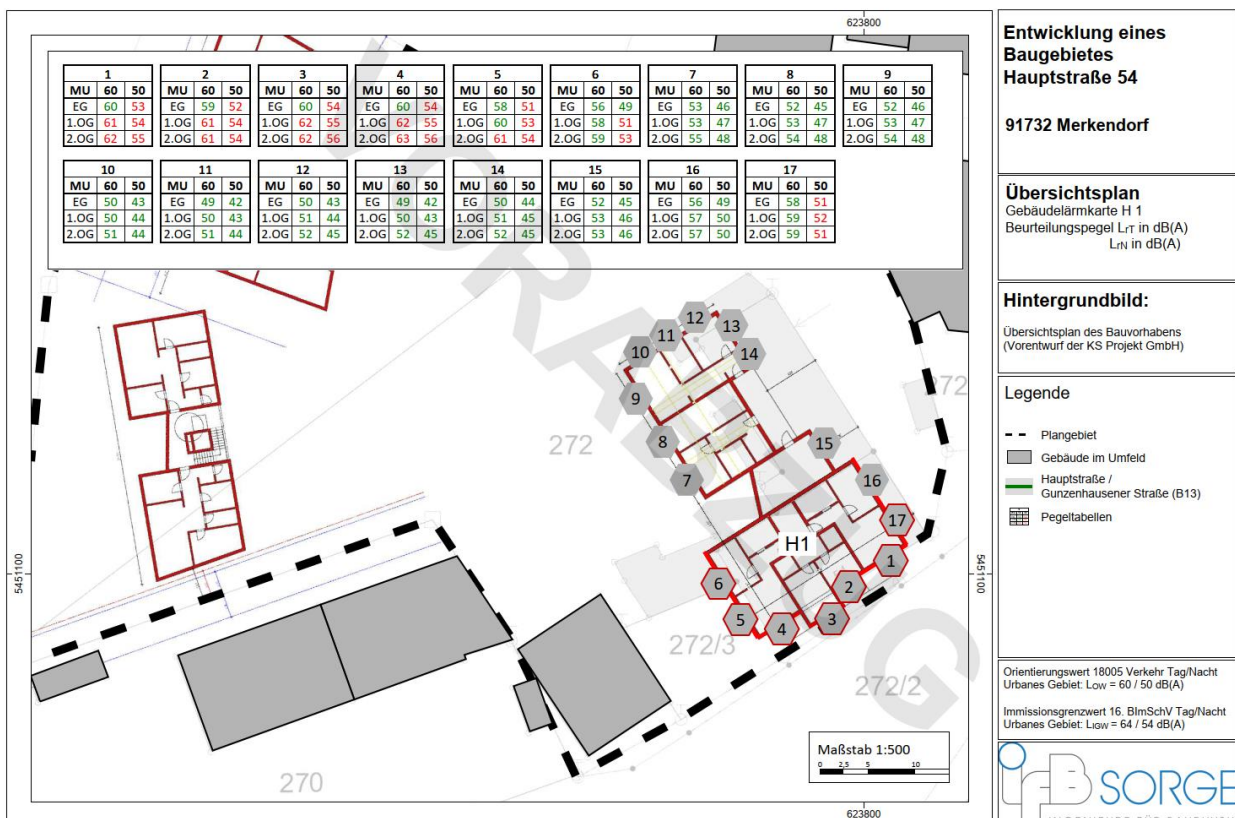 623800
1
MU 60 50
EG 60 53
1.OG 61 54
2.OG 62 55
2
MU 60 50
EG 59 52
1.OG 61 54
2.OG 61 54
3
MU 60 50
EG 60 54
1.OG 62 55
2.OG 62 56
4
MU 60 50
EG 60 54
1.OG 62 55
2.OG 63 56
5
MU 60 50
EG 58 51
1.OG 60 53
2.OG 61 54
6
MU 60 50
EG 56 49
1.OG 58 51
2.OG 59 53
7
MU 60 50
EG 53 46
1.OG 53 47
2.OG 55 48
8
MU 60 50
EG 52 45
1.OG 53 47
2.OG 54 48
9
MU 60 50
EG 52 46
1.OG 53 47
2.OG 54 48
10
MU 60 50
EG 50 43
1.OG 50 44
2.OG 51 44
11
MU 60 50
EG 49 42
1.OG 50 43
2.OG 51 44
12
MU 60 50
EG 50 43
1.OG 51 44
2.OG 52 45
13
MU 60 50
EG 49 42
1.OG 50 43
2.OG 52 45
14
MU 60 50
EG 50 44
1.OG 51 45
2.OG 52 45
15
MU 60 50
EG 52 45
1.OG 53 46
2.OG 53 46
16
MU 60 50
EG 56 49
1.OG 57 50
2.OG 57 50
17
MU 60 50
EG 58 51
1.OG 59 52
2.OG 59 51
VORABZUG
12
11
13
10
14
9
272
272
8
15
7
16
17
H1
1
5451100
5451100
6
2
5
4
3
272/3
272/2
270
Maßstab 1:500
0 2,5 5 10
623800
Entwicklung eines
Baugebietes
Hauptstraße 54
91732 Merkendorf
Übersichtsplan
Gebäudelärmkarte H 1
Beurteilungspegel LrT in dB(A)
LrN in dB(A)
Hintergrundbild:
Übersichtsplan des Bauvorhabens
(Vorentwurf der KS Projekt GmbH)
Legende
Plangebiet
Gebäude im Umfeld
Hauptstraße /
Gunzenhausener Straße (B13)
Pegeltabellen
Orientierungswert 18005 Verkehr Tag/Nacht
Urbanes Gebiet: LOW = 60 / 50 dB(A)
Immissionsgrenzwert 16. BImSchV Tag/Nacht
Urbanes Gebiet: LIGW = 64 / 54 dB(A)
ifB SORGE